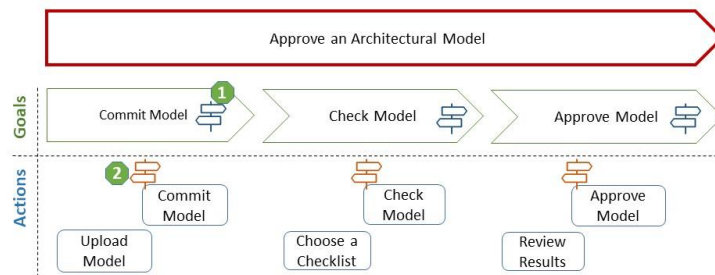 Approve an Architectural Model
Goals
1
Commit Model
Check Model
Approve Model
Actions
2
Commit
Model
Check
Model
Approve
Model
Upload
Model
Choose a
Checklist
Review
Results